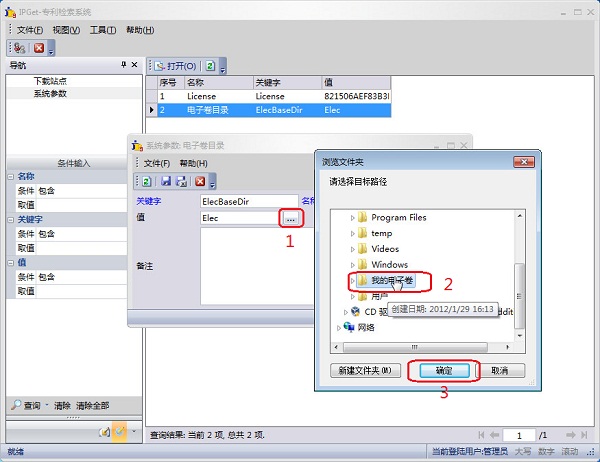 IPGet-专利检索系统
文件(F) 视图(V) 工具(T) 帮助(H)
导航
下载站点
系统参数
条件输入
名称
条件 包含
取值
关键字
条件 包含
取值
值
条件 包含
取值
查询 清除 清除全部
打开(O)
序号 名称 关键字 值
1 License License 821506AEF83B3
2 电子卷目录 ElecBaseDir Elec
系统参数: 电子卷目录
文件(F) 帮助(H)
关键字 ElecBaseDir 名称
值 Elec ...
1
备注
浏览文件夹
请选择目标路径
Program Files
temp
Videos
Windows
我的电子卷
2
用户
创建日期: 2012/1/29 16:13
CD 驱 ddit
网络
新建文件夹(M) 确定 取消
3
查询结果: 当前 2 项, 总共 2 项.
1 /1
就绪
当前登陆用户:管理员 大写 数字 滚动